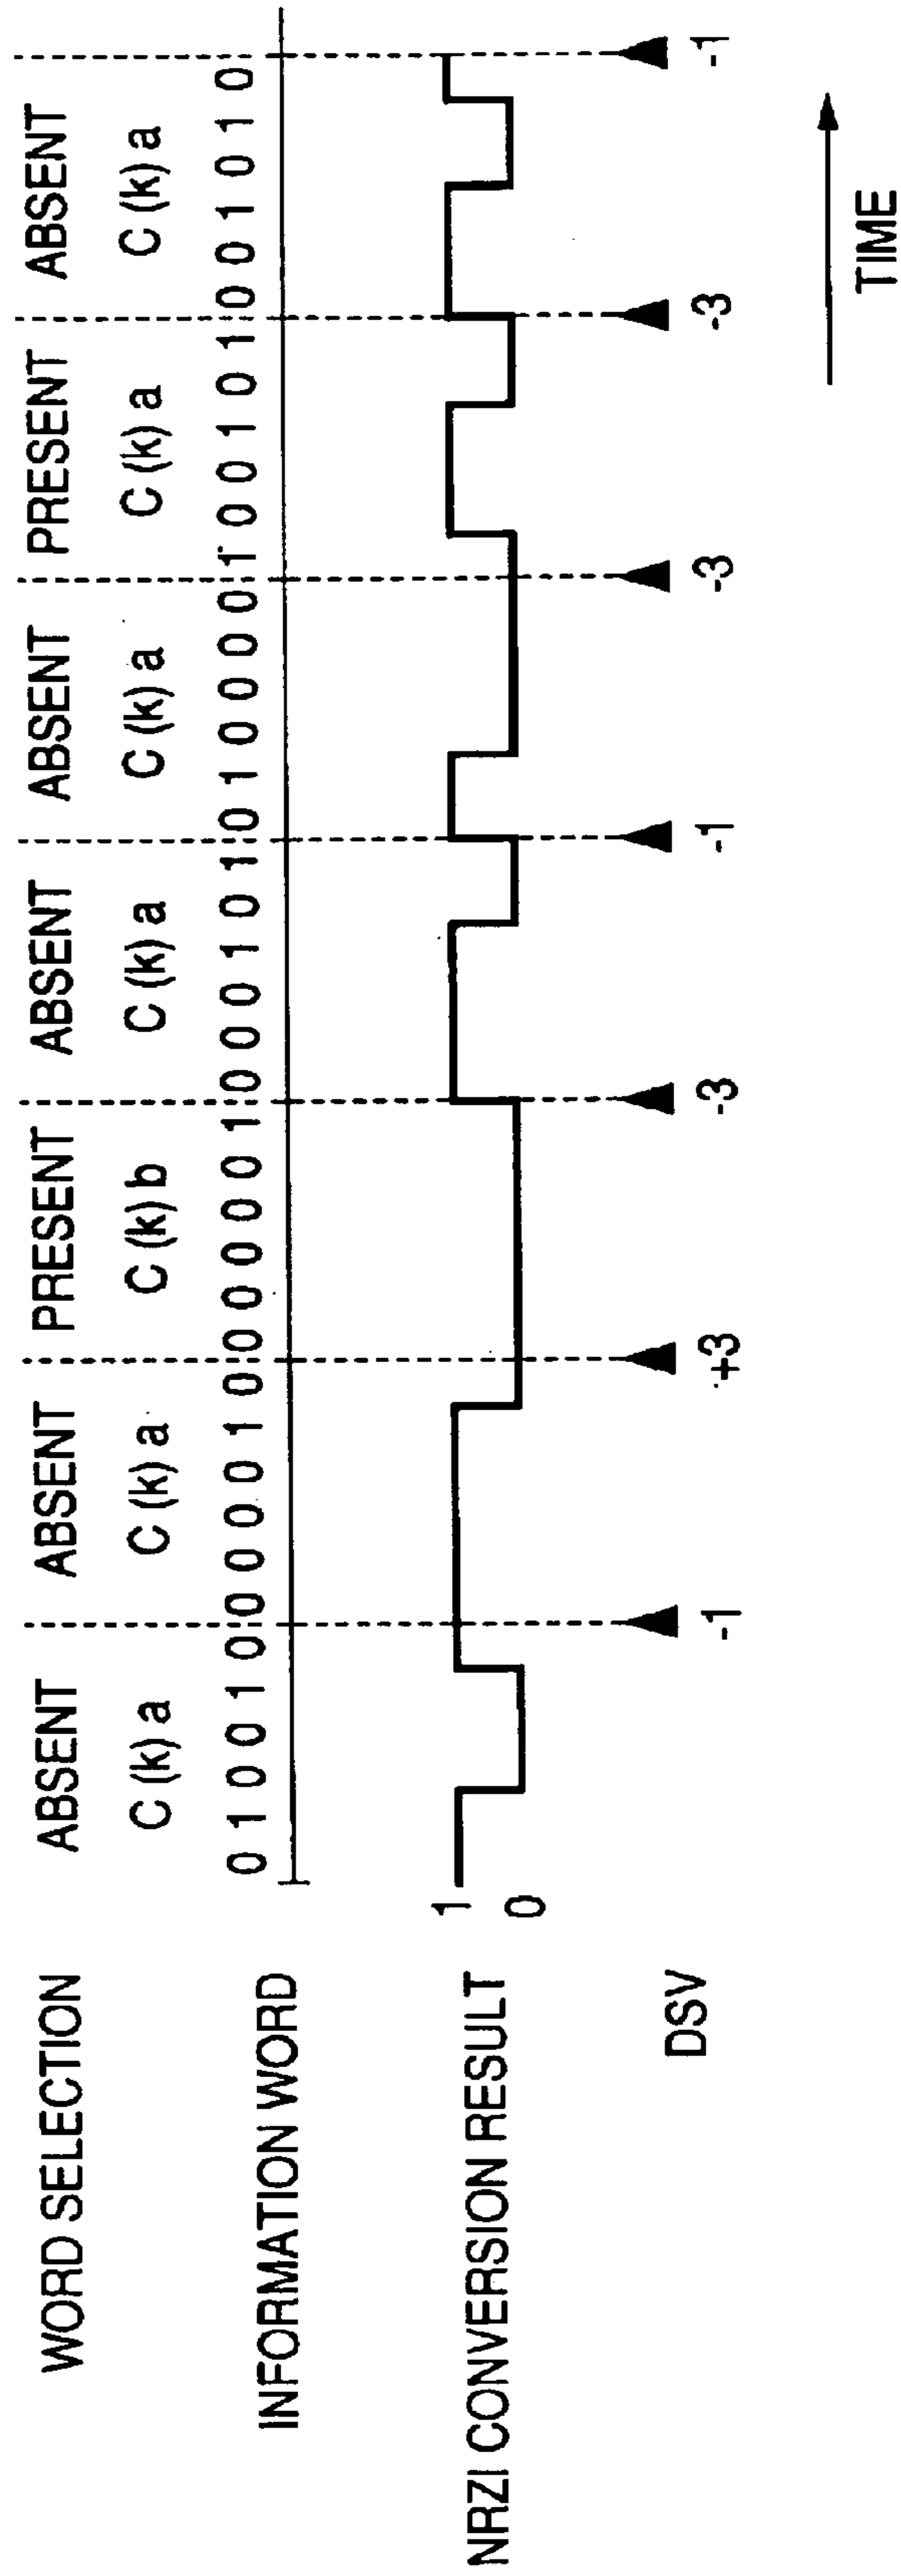 WORD SELECTION ABSENT ABSENT PRESENT ABSENT ABSENT PRESENT ABSENT
C (k) a C (k) a C (k) b C (k) a C (k) a C (k) a C (k) a
INFORMATION WORD 0 1 0 0 1 0 0 0 0 0 1 0 0 0 0 0 0 1 0 0 0 1 0 1 0 1 0 0 0 0 1 0 0 1 0 1 0 0 1 0 1 0
NRZI CONVERSION RESULT 1
0
DSV -1 +3 -3 -1 -3 -3 -1
TIME